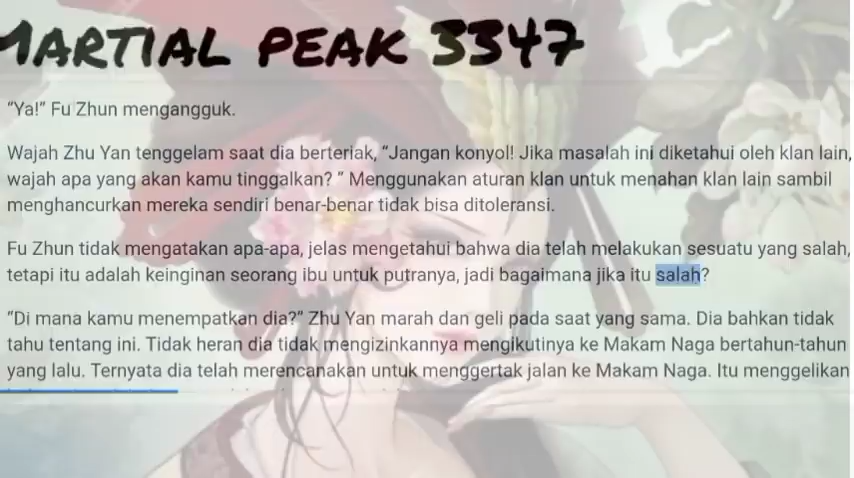 MARTIAL PEAK 3347
“Ya!” Fu Zhun mengangguk.
Wajah Zhu Yan tenggelam saat dia berteriak, “Jangan konyol! Jika masalah ini diketahui oleh klan lain,
wajah apa yang akan kamu tinggalkan? ” Menggunakan aturan klan untuk menahan klan lain sambil
menghancurkan mereka sendiri benar-benar tidak bisa ditoleransi.
Fu Zhun tidak mengatakan apa-apa, jelas mengetahui bahwa dia telah melakukan sesuatu yang salah,
tetapi itu adalah keinginan seorang ibu untuk putranya, jadi bagaimana jika itu salah?
“Di mana kamu menempatkan dia?” Zhu Yan marah dan geli pada saat yang sama. Dia bahkan tidak
tahu tentang ini. Tidak heran dia tidak mengizinkannya mengikutinya ke Makam Naga bertahun-tahun
yang lalu. Ternyata dia telah merencanakan untuk menggertak jalan ke Makam Naga. Itu menggelikan